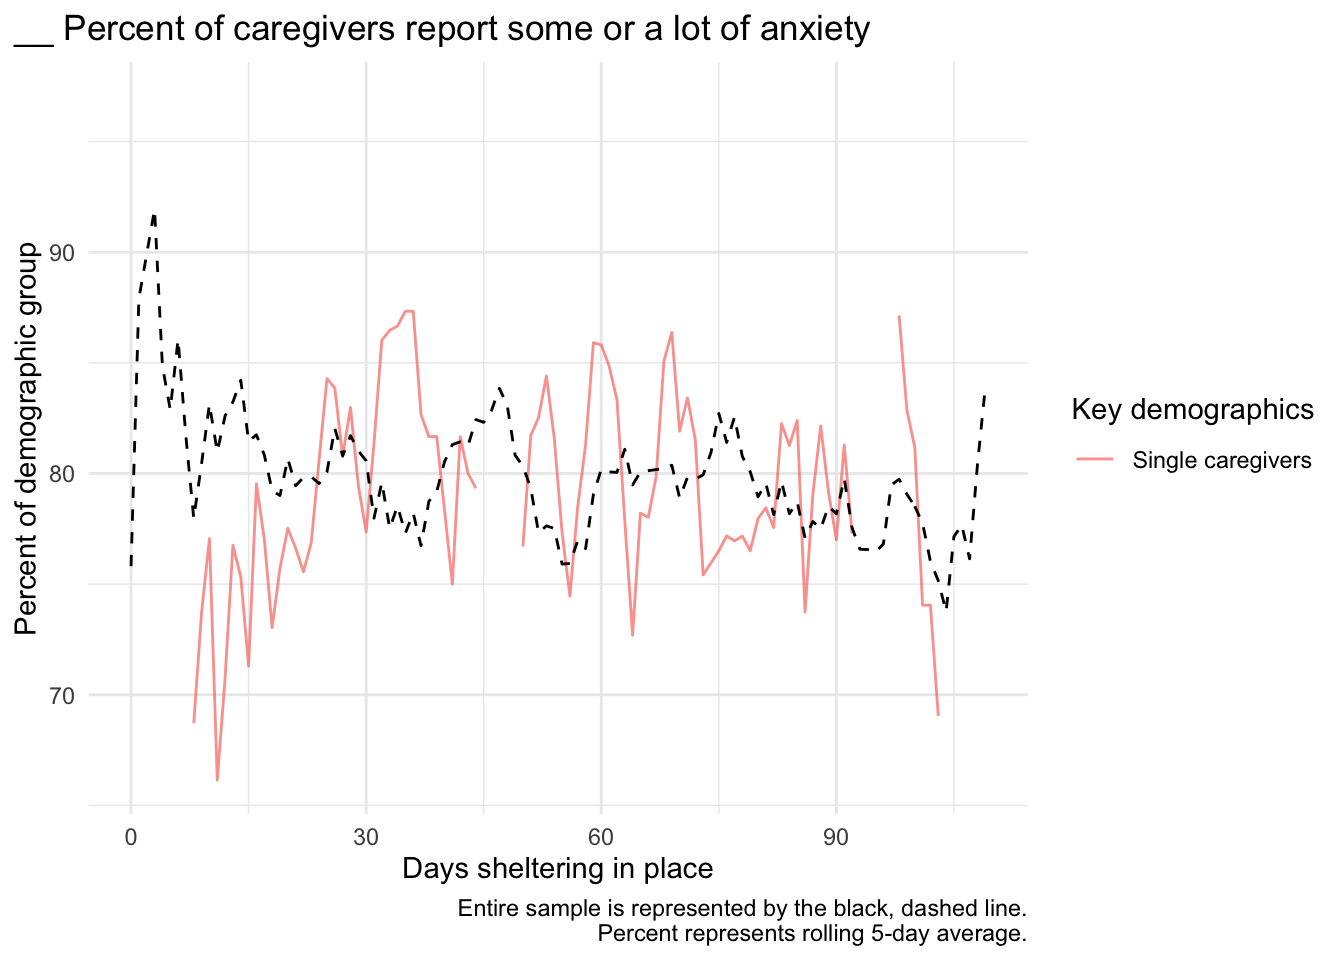 __ Percent of caregivers report some or a lot of anxiety
Percent of demographic group
90
80
70
0 30 60 90
Days sheltering in place
Key demographics
Single caregivers
Entire sample is represented by the black, dashed line.
Percent represents rolling 5-day average.